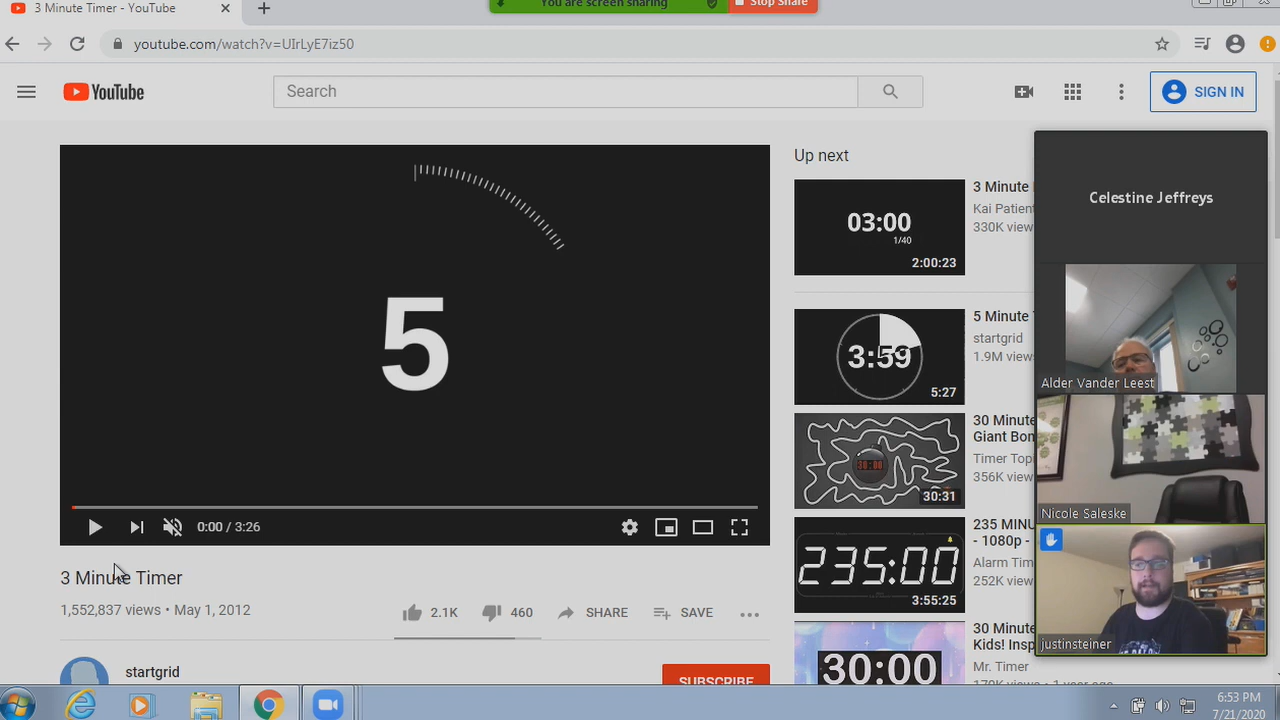 3 Minute Timer - YouTube
You are screen sharing
Stop Share
youtube.com/watch?v=UIrLyE7iz50
YouTube
Search
SIGN IN
5
0:00 / 3:26
3 Minute Timer
1,552,837 views • May 1, 2012
2.1K
460
SHARE
SAVE
startgrid
SUBSCRIBE
Up next
03:00
1/40
2:00:23
3 Minute
Kai Patient
330K view
3:59
5:27
5 Minute
startgrid
1.9M views
30:00
30:31
30 Minute
Giant Bon
Timer Top
356K view
235:00
3:55:25
235 MINU
- 1080p -
Alarm Tim
252K view
30:00
30 Minute
Kids! Insp
Mr. Timer
Celestine Jeffreys
Alder Vander Leest
Nicole Saleske
justinsteiner
6:53 PM
7/21/2020